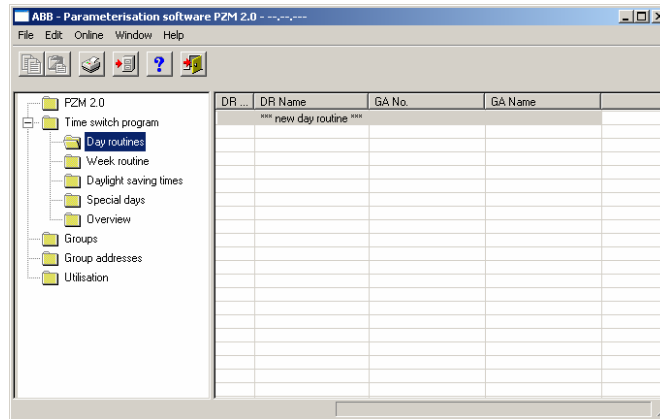 ABB - Parameterisation software PZM 2.0 - --.--.----
File Edit Online Window Help
?
PZM 2.0
Time switch program
Day routines
Week routine
Daylight saving times
Special days
Overview
Groups
Group addresses
Utilisation
DR ... DR Name GA No. GA Name
*** new day routine ***